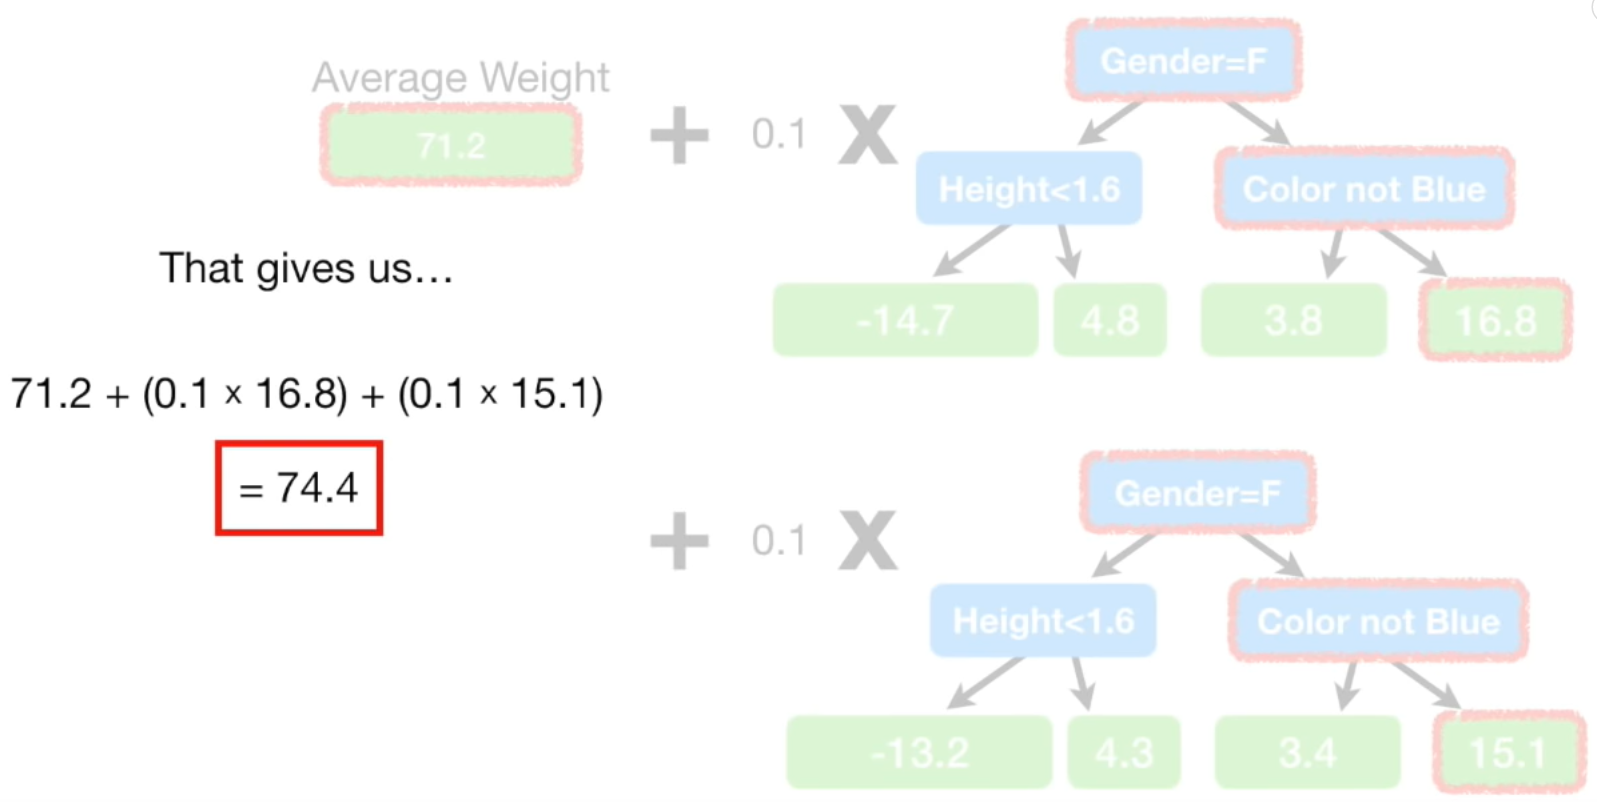 Average Weight
71.2
+ 0.1 X
Gender=F
Height<1.6
Color not Blue
-14.7
4.8
3.8
16.8
That gives us…
71.2 + (0.1 x 16.8) + (0.1 x 15.1)
= 74.4
+ 0.1 X
Gender=F
Height<1.6
Color not Blue
-13.2
4.3
3.4
15.1